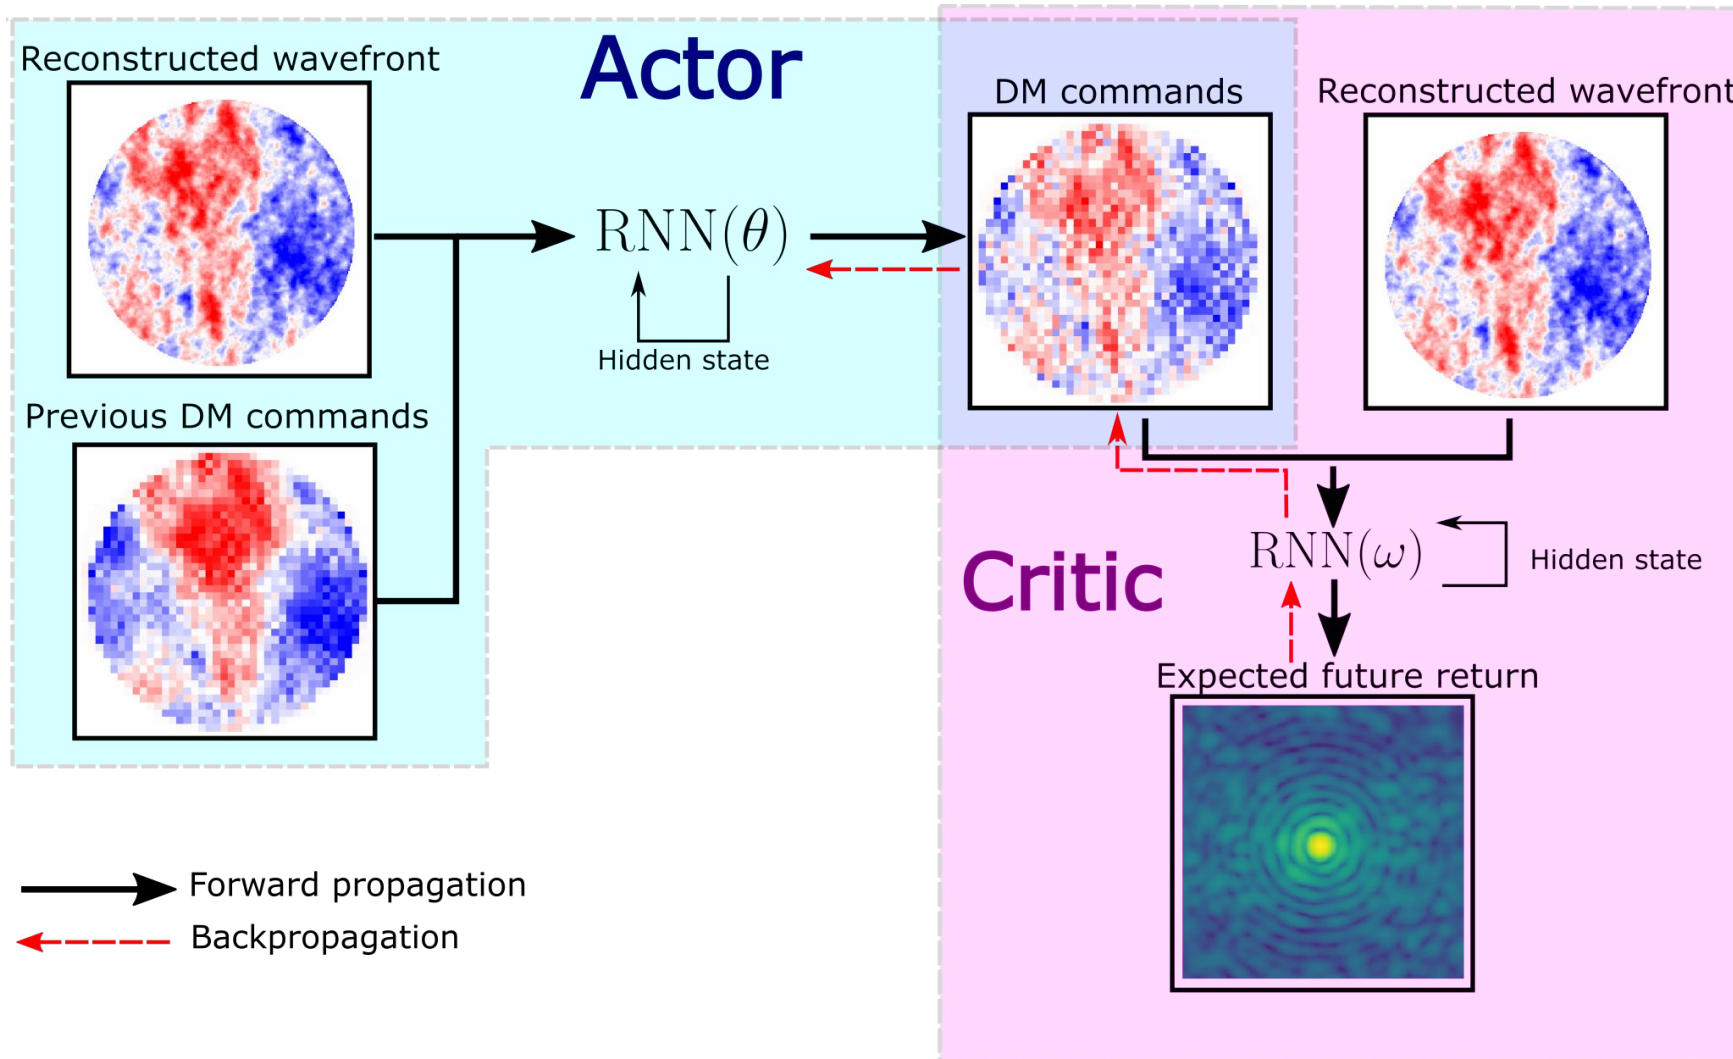 Reconstructed wavefront
Actor
DM commands
Reconstructed wavefront
RNN(θ)
Hidden state
Previous DM commands
RNN(ω)
Hidden state
Critic
Expected future return
Forward propagation
Backpropagation